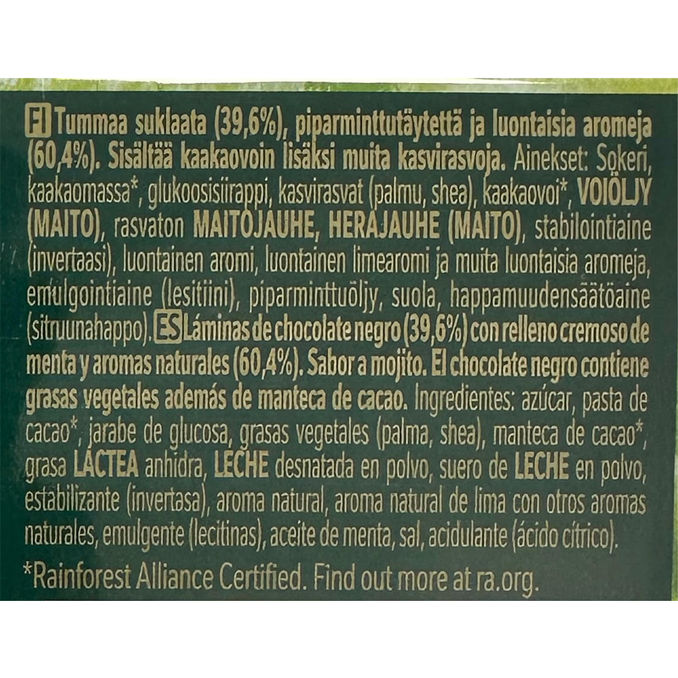 FI Tummaa suklaata (39,6%), piparminttutäytettä ja luontaisia aromeja
(60,4%). Sisältää kaakaovoin lisäksi muita kasvirasvoja. Ainekset: Sokeri,
kaakaomassa*, glukoosisiirappi, kasvirasvat (palmu, shea), kaakaovoi*, VOIÖLJY
(MAITO), rasvaton MAITOJAUHE, HERAJAUHE (MAITO), stabilointiaine
(invertaasi), luontainen aromi, luontainen limearomi ja muita luontaisia aromeja,
emulgointiaine (lesitiini), piparminttuöljy, suola, happamuudensäätöaine
(sitruunahappo). ES Láminas de chocolate negro (39,6%) con relleno cremoso de
menta y aromas naturales (60,4%). Sabor a mojito. El chocolate negro contiene
grasas vegetales además de manteca de cacao. Ingredientes: azúcar, pasta de
cacao*, jarabe de glucosa, grasas vegetales (palma, shea), manteca de cacao*,
grasa LÁCTEA anhidra, LECHE desnatada en polvo, suero de LECHE en polvo,
estabilizante (invertasa), aroma natural, aroma natural de lima con otros aromas
naturales, emulgente (lecitinas), aceite de menta, sal, acidulante (ácido cítrico).
*Rainforest Alliance Certified. Find out more at ra.org.